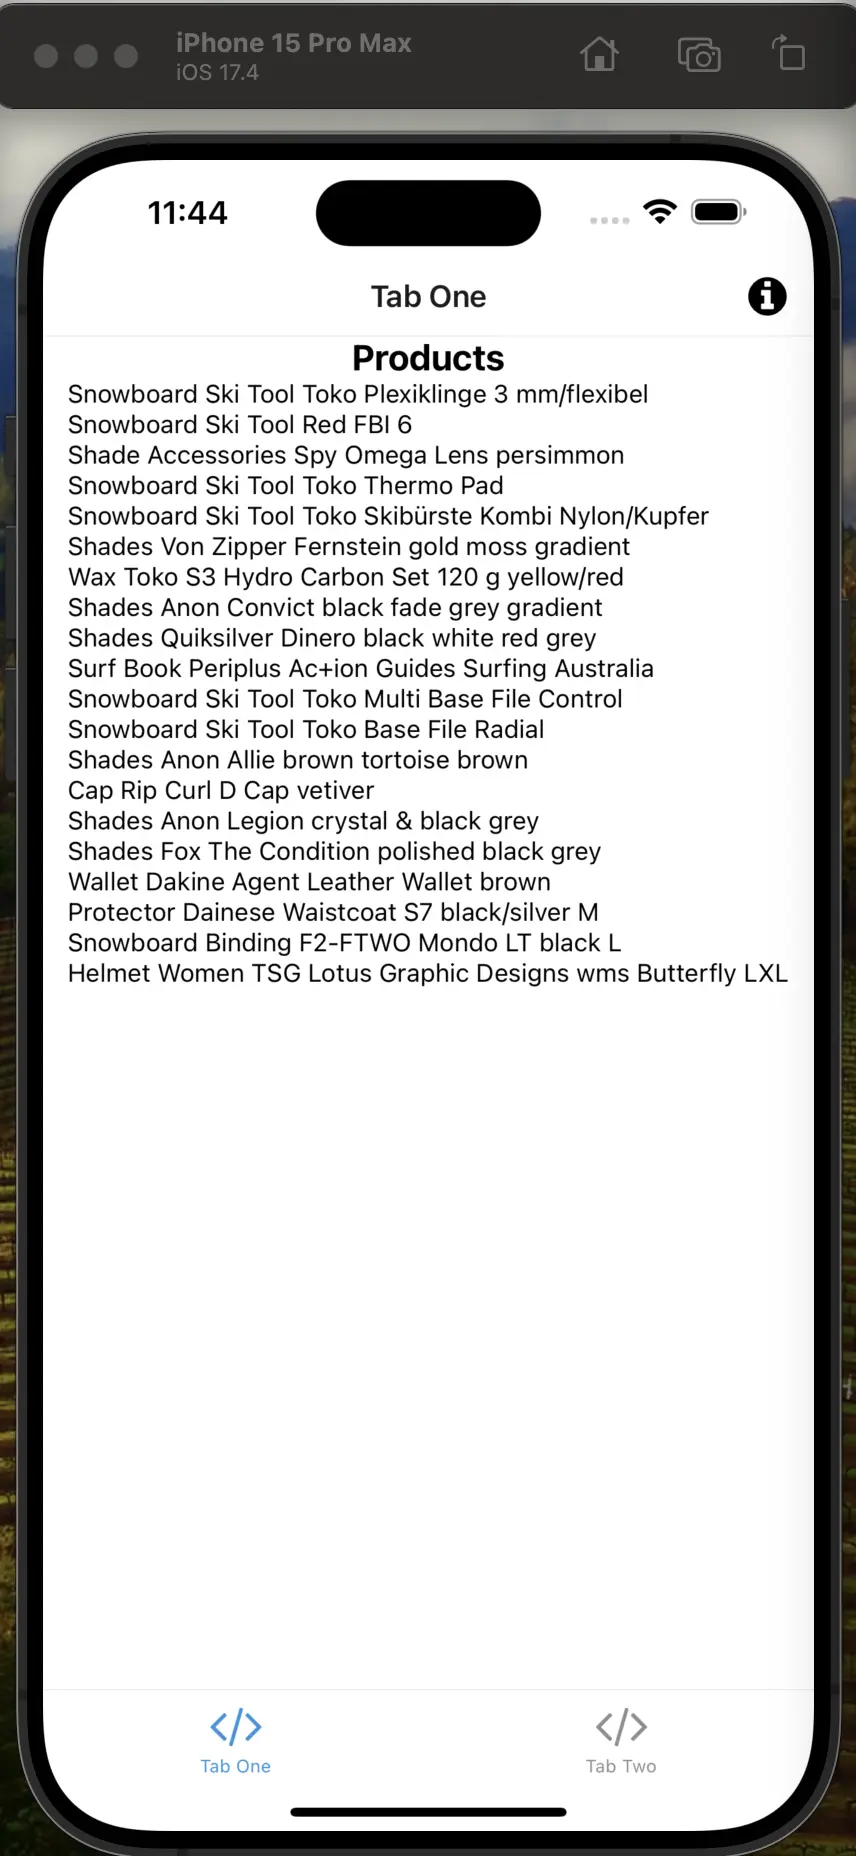 iPhone 15 Pro Max
iOS 17.4
11:44
Tab One
Products
Snowboard Ski Tool Toko Plexiklinge 3 mm/flexibel
Snowboard Ski Tool Red FBI 6
Shade Accessories Spy Omega Lens persimmon
Snowboard Ski Tool Toko Thermo Pad
Snowboard Ski Tool Toko Skibürste Kombi Nylon/Kupfer
Shades Von Zipper Fernstein gold moss gradient
Wax Toko S3 Hydro Carbon Set 120 g yellow/red
Shades Anon Convict black fade grey gradient
Shades Quiksilver Dinero black white red grey
Surf Book Periplus Ac+ion Guides Surfing Australia
Snowboard Ski Tool Toko Multi Base File Control
Snowboard Ski Tool Toko Base File Radial
Shades Anon Allie brown tortoise brown
Cap Rip Curl D Cap vetiver
Shades Anon Legion crystal & black grey
Shades Fox The Condition polished black grey
Wallet Dakine Agent Leather Wallet brown
Protector Dainese Waistcoat S7 black/silver M
Snowboard Binding F2-FTWO Mondo LT black L
Helmet Women TSG Lotus Graphic Designs wms Butterfly LXL
Tab One
Tab Two